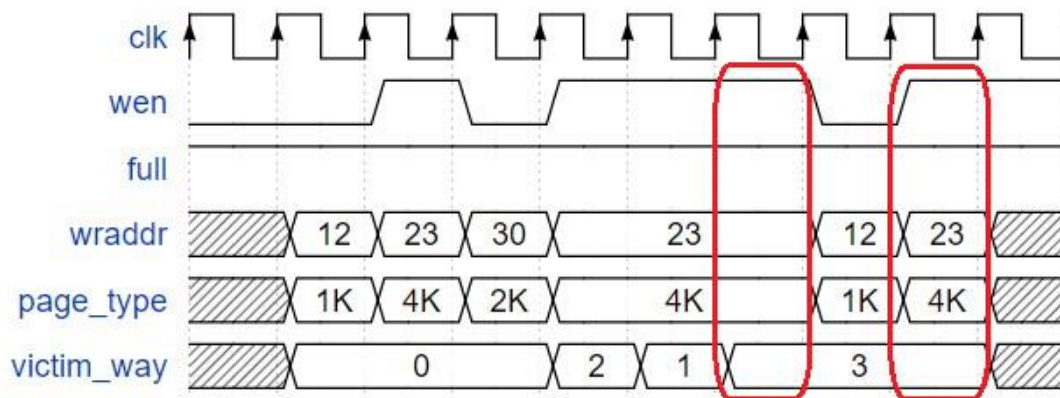 clk
wen
full
wraddr 12 23 30 23 12 23
page_type 1K 4K 2K 4K 1K 4K
victim_way 0 2 1 3